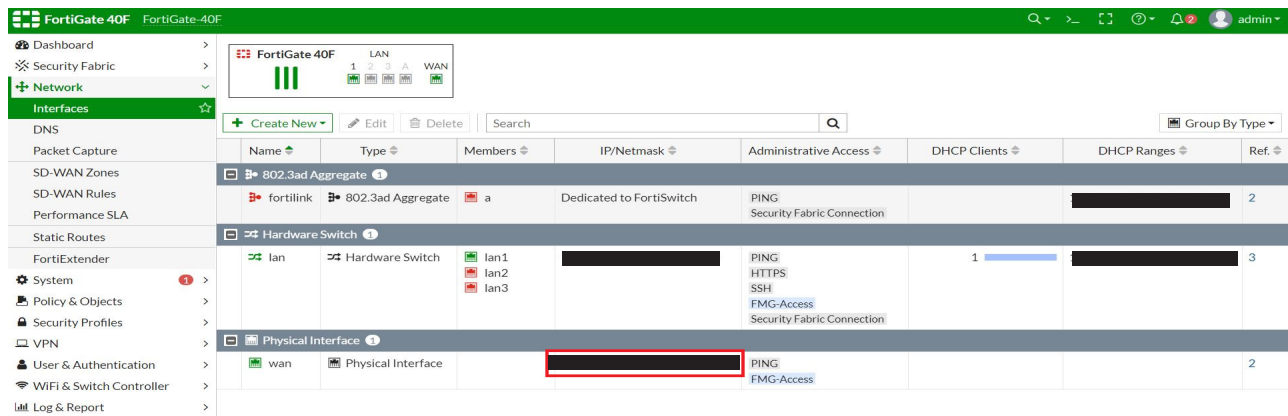 FortiGate 40F FortiGate-40F admin
2
Dashboard
Security Fabric
Network
Interfaces
DNS
Packet Capture
SD-WAN Zones
SD-WAN Rules
Performance SLA
Static Routes
FortiExtender
System 1
Policy & Objects
Security Profiles
VPN
User & Authentication
WiFi & Switch Controller
Log & Report
FortiGate 40F LAN
1 2 3 A WAN
Create New Edit Delete Search Group By Type
Name Type Members IP/Netmask Administrative Access DHCP Clients DHCP Ranges Ref.
802.3ad Aggregate 1
fortilink 802.3ad Aggregate a Dedicated to FortiSwitch PING 2
Security Fabric Connection
Hardware Switch 1
lan Hardware Switch lan1 PING 1 3
lan2 HTTPS
lan3 SSH
FMG-Access
Security Fabric Connection
Physical Interface 1
wan Physical Interface PING 2
FMG-Access